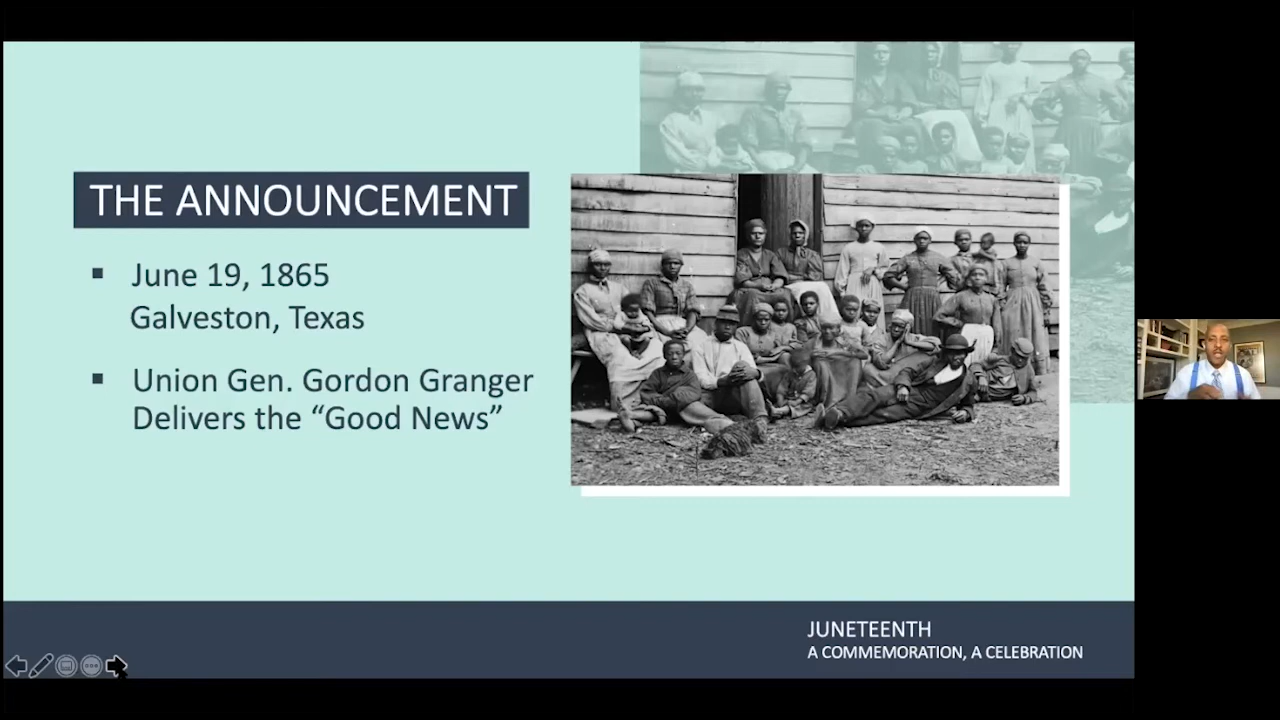 THE ANNOUNCEMENT
▪ June 19, 1865
Galveston, Texas
▪ Union Gen. Gordon Granger
Delivers the “Good News”
JUNETEENTH
A COMMEMORATION, A CELEBRATION